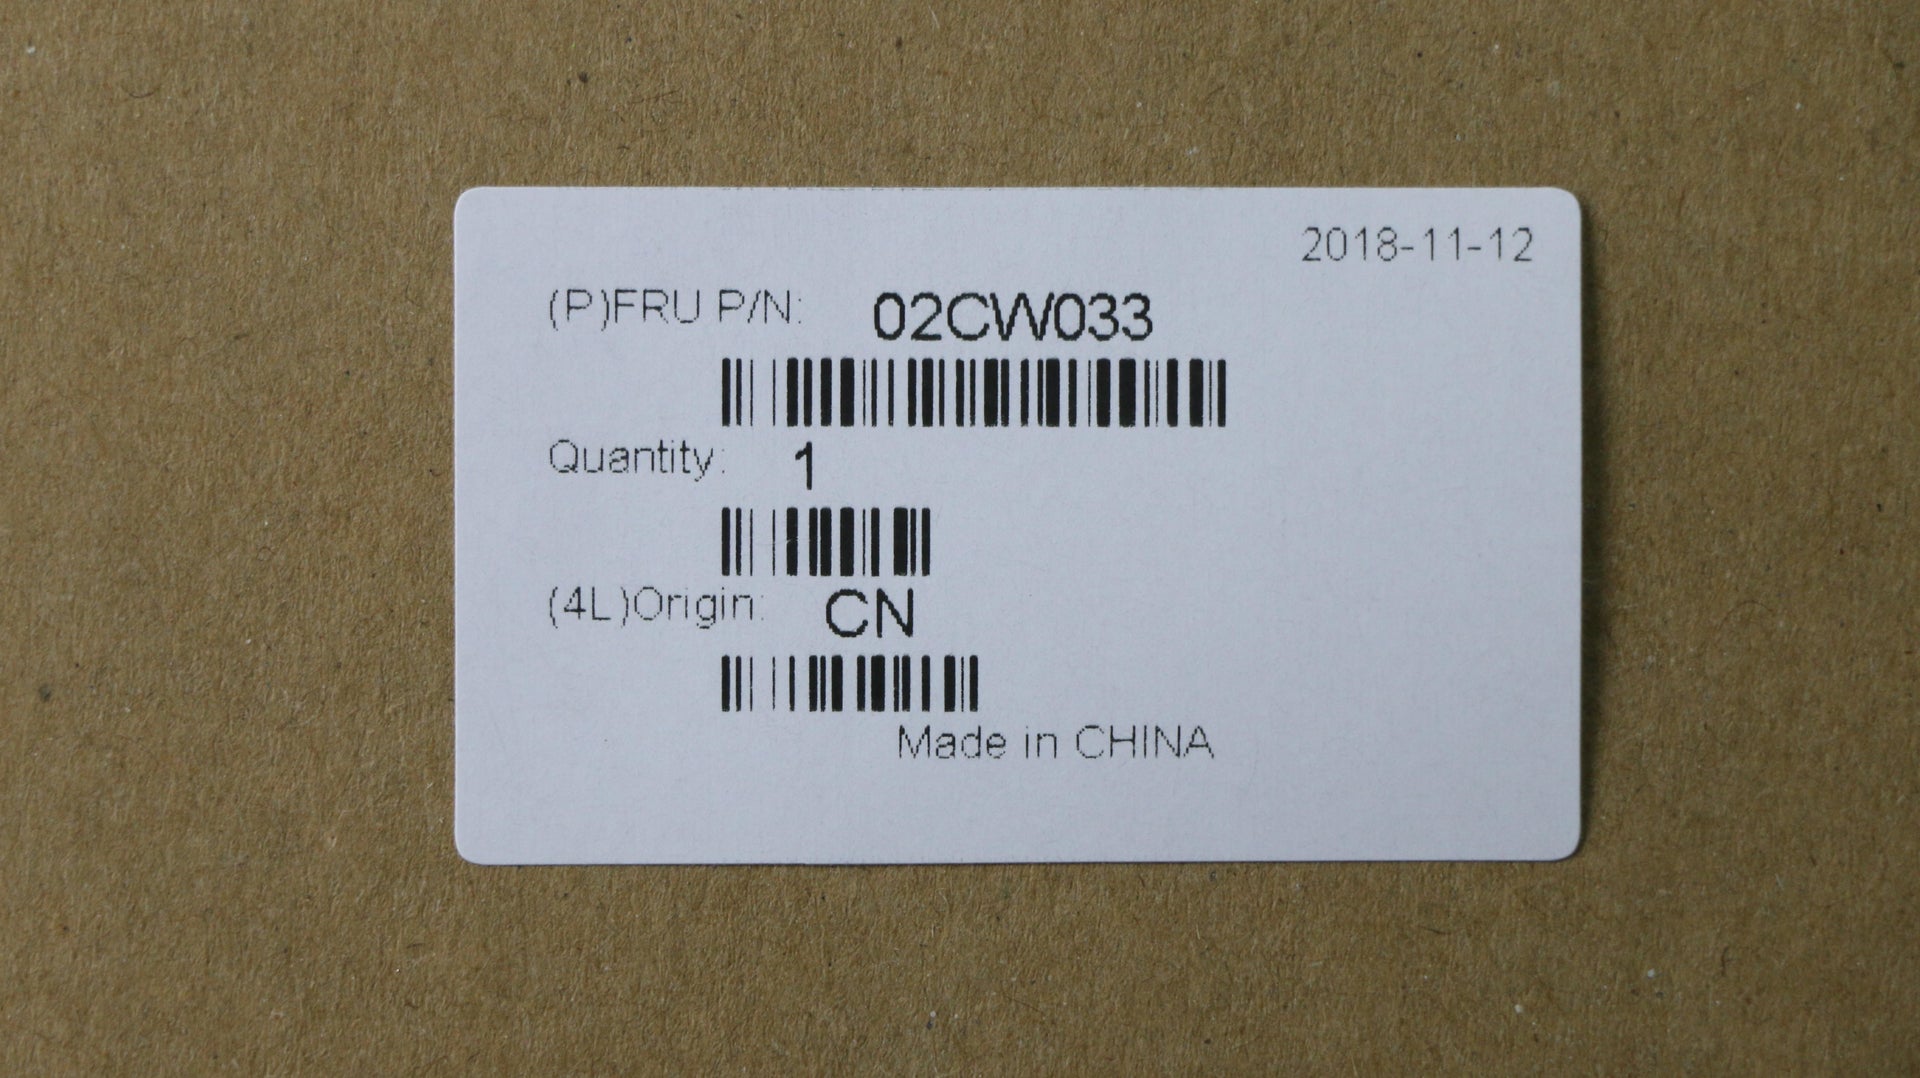 2018-11-12
(P)FRU P/N: 02CW033
Quantity: 1
(4L)Origin: CN
Made in CHINA